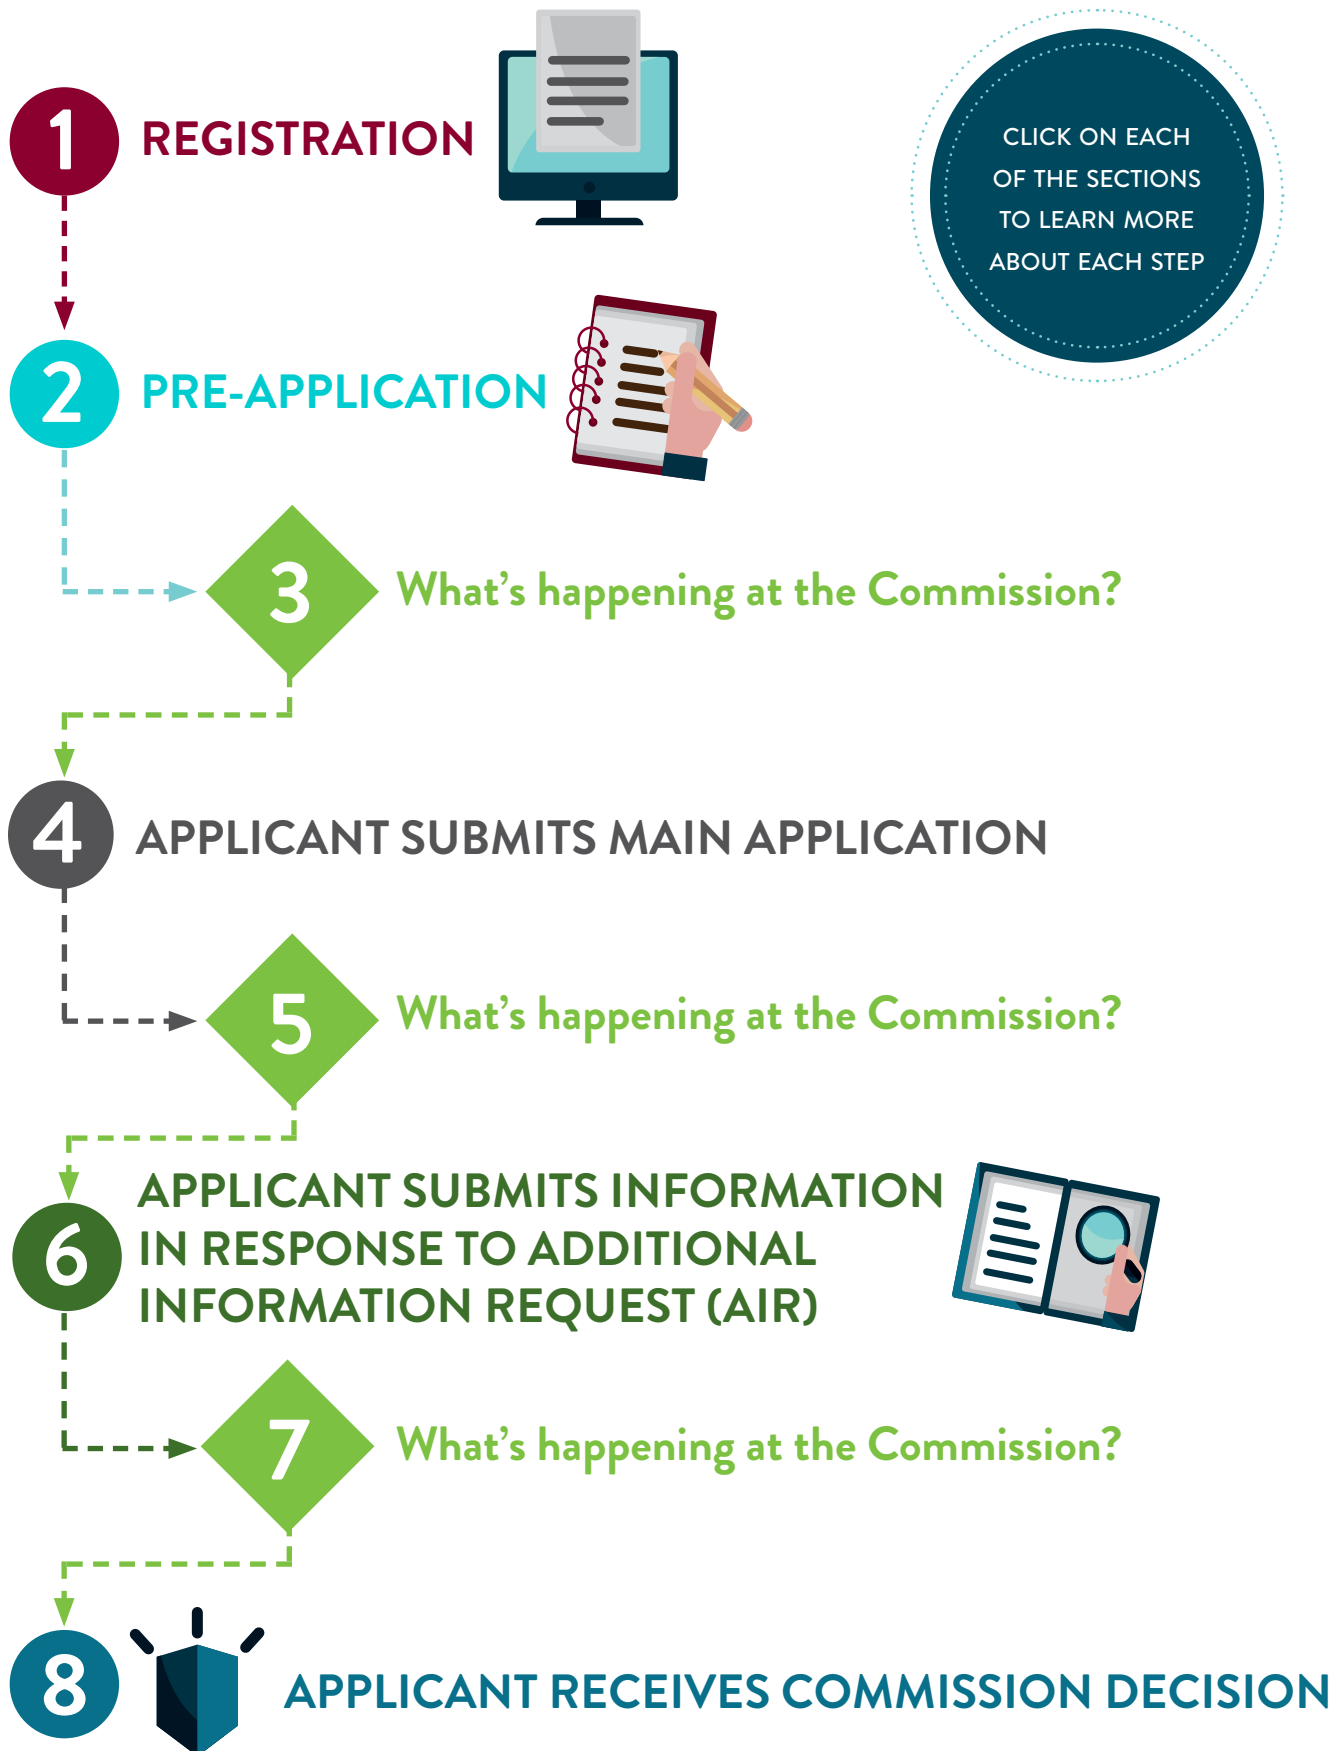 1 REGISTRATION
CLICK ON EACH
OF THE SECTIONS
TO LEARN MORE
ABOUT EACH STEP
2 PRE-APPLICATION
3 What's happening at the Commission?
4 APPLICANT SUBMITS MAIN APPLICATION
5 What's happening at the Commission?
6 APPLICANT SUBMITS INFORMATION
IN RESPONSE TO ADDITIONAL
INFORMATION REQUEST (AIR)
7 What's happening at the Commission?
8 APPLICANT RECEIVES COMMISSION DECISION